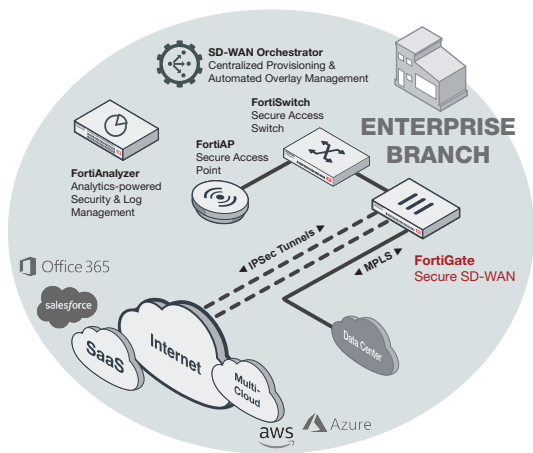 SD-WAN Orchestrator
Centralized Provisioning &
Automated Overlay Management
FortiSwitch
Secure Access
Switch
ENTERPRISE
BRANCH
FortiAP
Secure Access
Point
FortiAnalyzer
Analytics-powered
Security & Log
Management
FortiGate
Secure SD-WAN
IPSec Tunnels
MPLS
Office 365
salesforce
SaaS
Internet
Multi-
Cloud
Data Center
aws
Azure